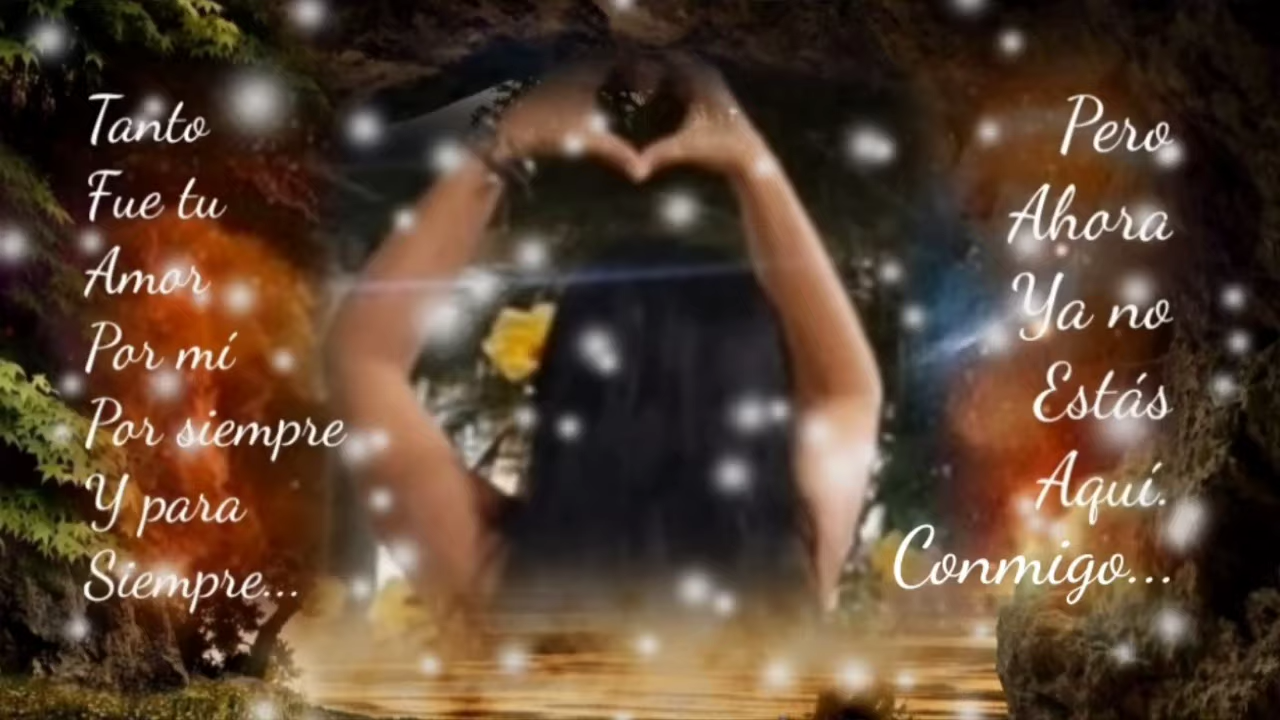 Tanto
Fue tu
Amor
Por mí
Por siempre
Y para
Siempre...
Pero
Ahora
Ya no
Estás
Aquí.
Conmigo...